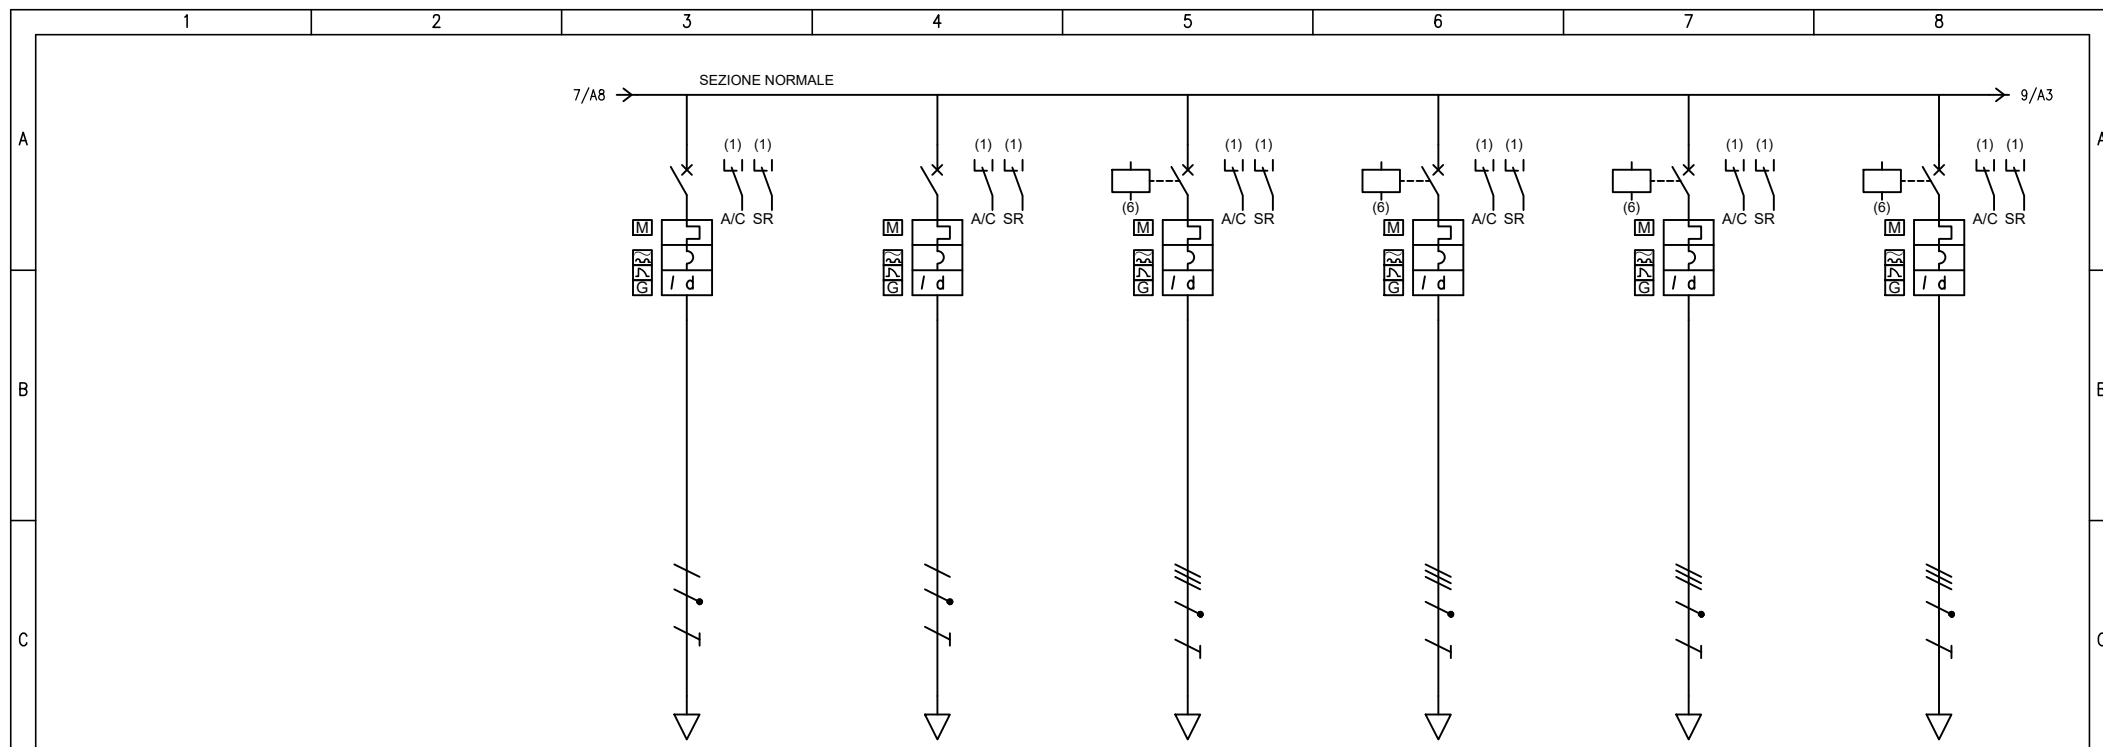 1 2 3 4 5 6 7 8
SEZIONE NORMALE
7/A8 9/A3
A A
(1) (1) (1) (1) (1) (1) (1) (1) (1) (1) (1) (1)
(6) (6) (6) (6)
A/C SR A/C SR A/C SR A/C SR A/C SR A/C SR
M M M M M M
G I d G I d G I d G I d G I d G I d
B
C